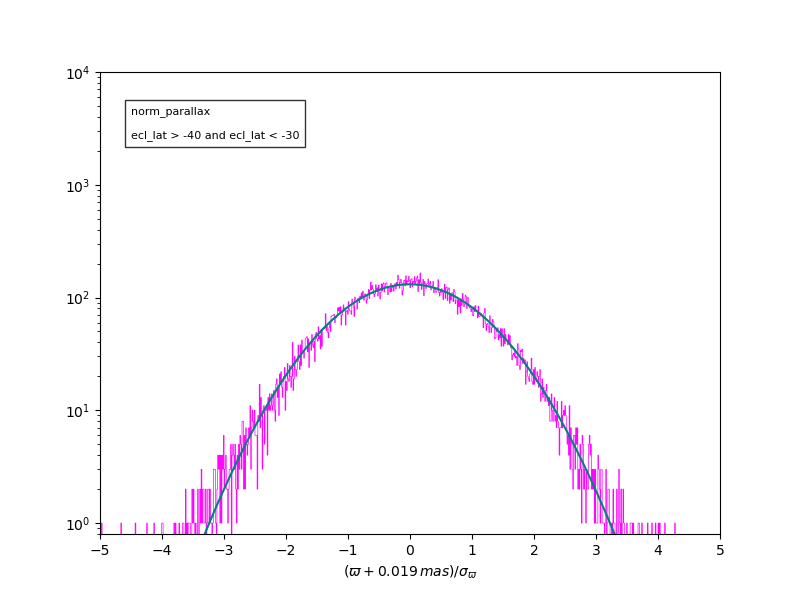 norm_parallax
ecl_lat > -40 and ecl_lat < -30
10⁴
10³
10²
10¹
10⁰
−5 −4 −3 −2 −1 0 1 2 3 4 5
(ϖ + 0.019 mas)/σ_ϖ